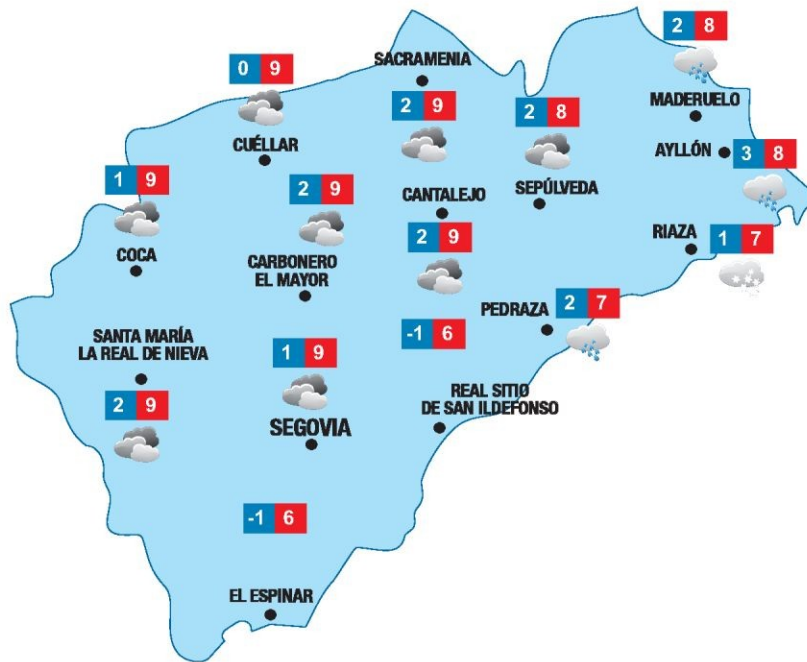 2 8
MADERUELO
SACRAMENIA
0 9
CUÉLLAR
2 9
2 8
SEPÚLVEDA
AYLLÓN
3 8
1 9
COCA
2 9
CARBONERO
EL MAYOR
CANTALEJO
2 9
RIAZA
1 7
PEDRAZA
2 7
SANTA MARÍA
LA REAL DE NIEVA
2 9
1 9
SEGOVIA
-1 6
REAL SITIO
DE SAN ILDEFONSO
-1 6
EL ESPINAR